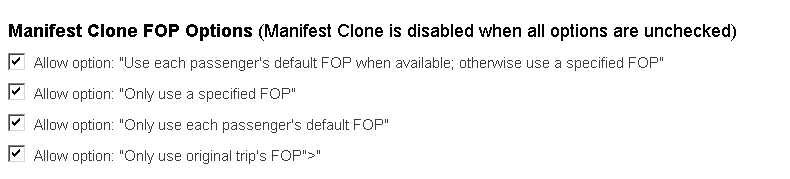 Manifest Clone FOP Options (Manifest Clone is disabled when all options are unchecked)
Allow option: "Use each passenger's default FOP when available; otherwise use a specified FOP"
Allow option: "Only use a specified FOP"
Allow option: "Only use each passenger's default FOP"
Allow option: "Only use original trip's FOP">"